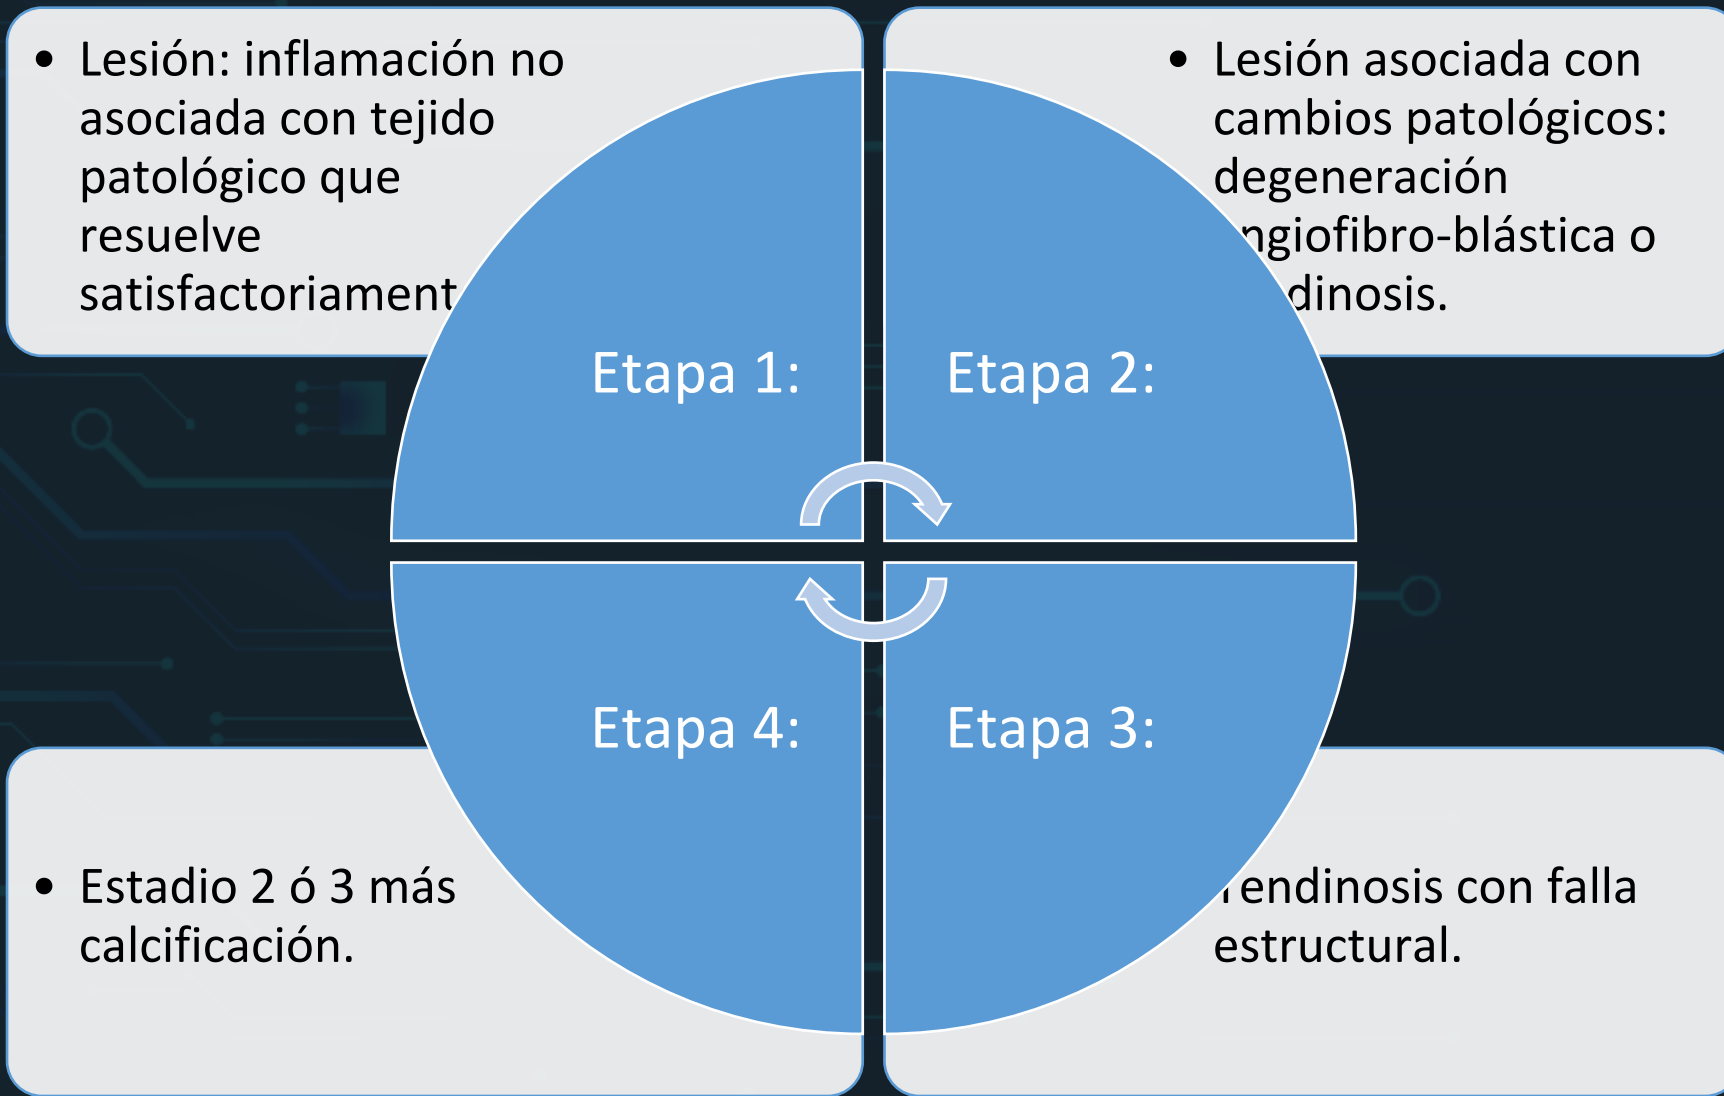 • Lesión: inflamación no
asociada con tejido
patológico que
resuelve
satisfactoriament
Etapa 1:
• Lesión asociada con
cambios patológicos:
degeneración
ngiofibro-blástica o
dinosis.
Etapa 2:
Etapa 3:
endinosis con falla
estructural.
Etapa 4:
• Estadio 2 ó 3 más
calcificación.